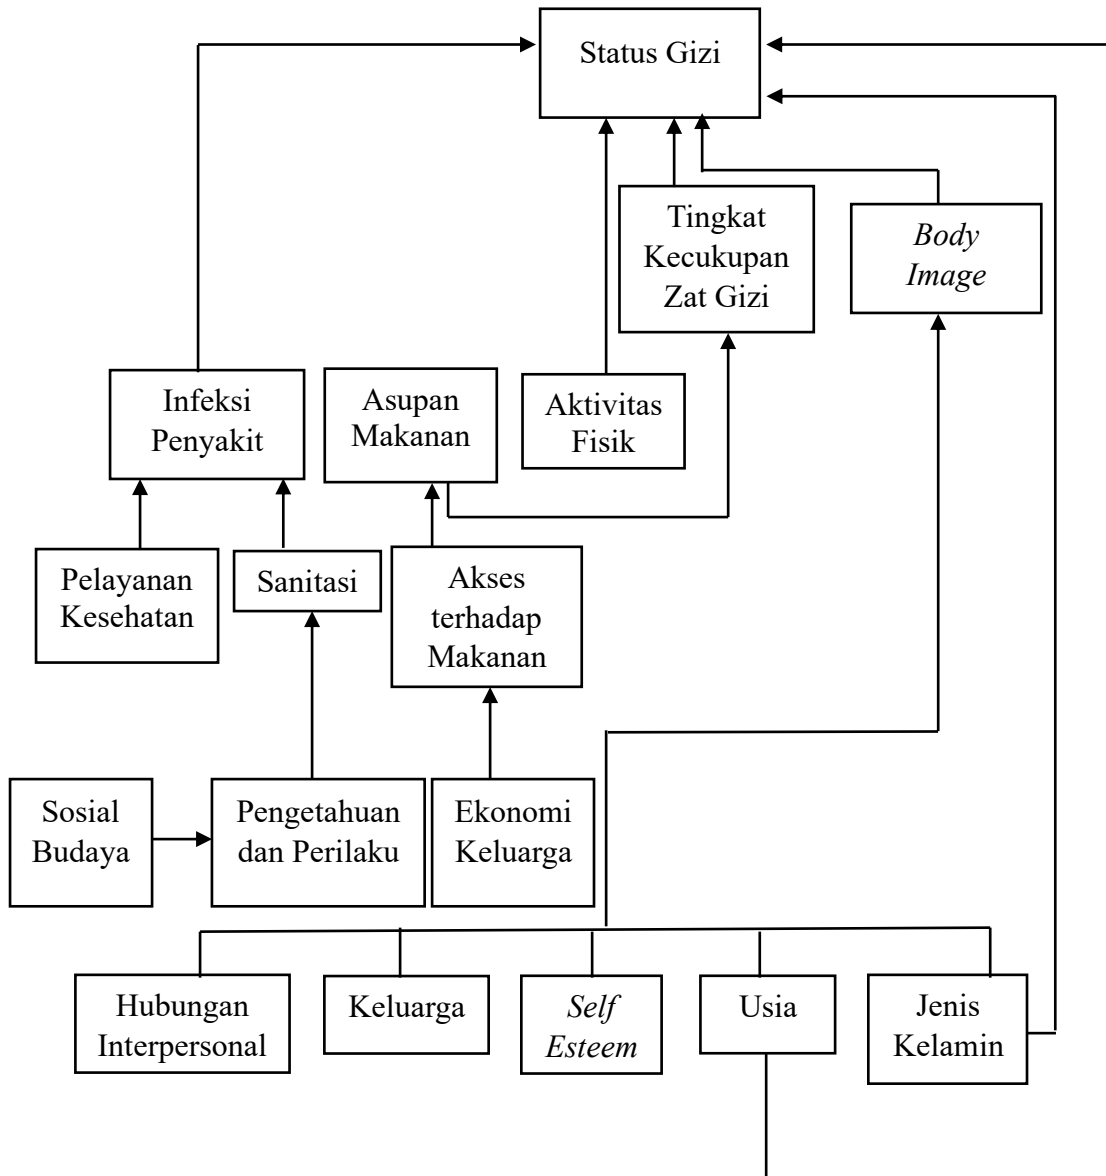 Status Gizi
Tingkat
Kecukupan
Zat Gizi
Body
Image
Infeksi
Penyakit
Asupan
Makanan
Aktivitas
Fisik
Pelayanan
Kesehatan
Sanitasi
Akses
terhadap
Makanan
Sosial
Budaya
Pengetahuan
dan Perilaku
Ekonomi
Keluarga
Hubungan
Interpersonal
Keluarga
Self
Esteem
Usia
Jenis
Kelamin